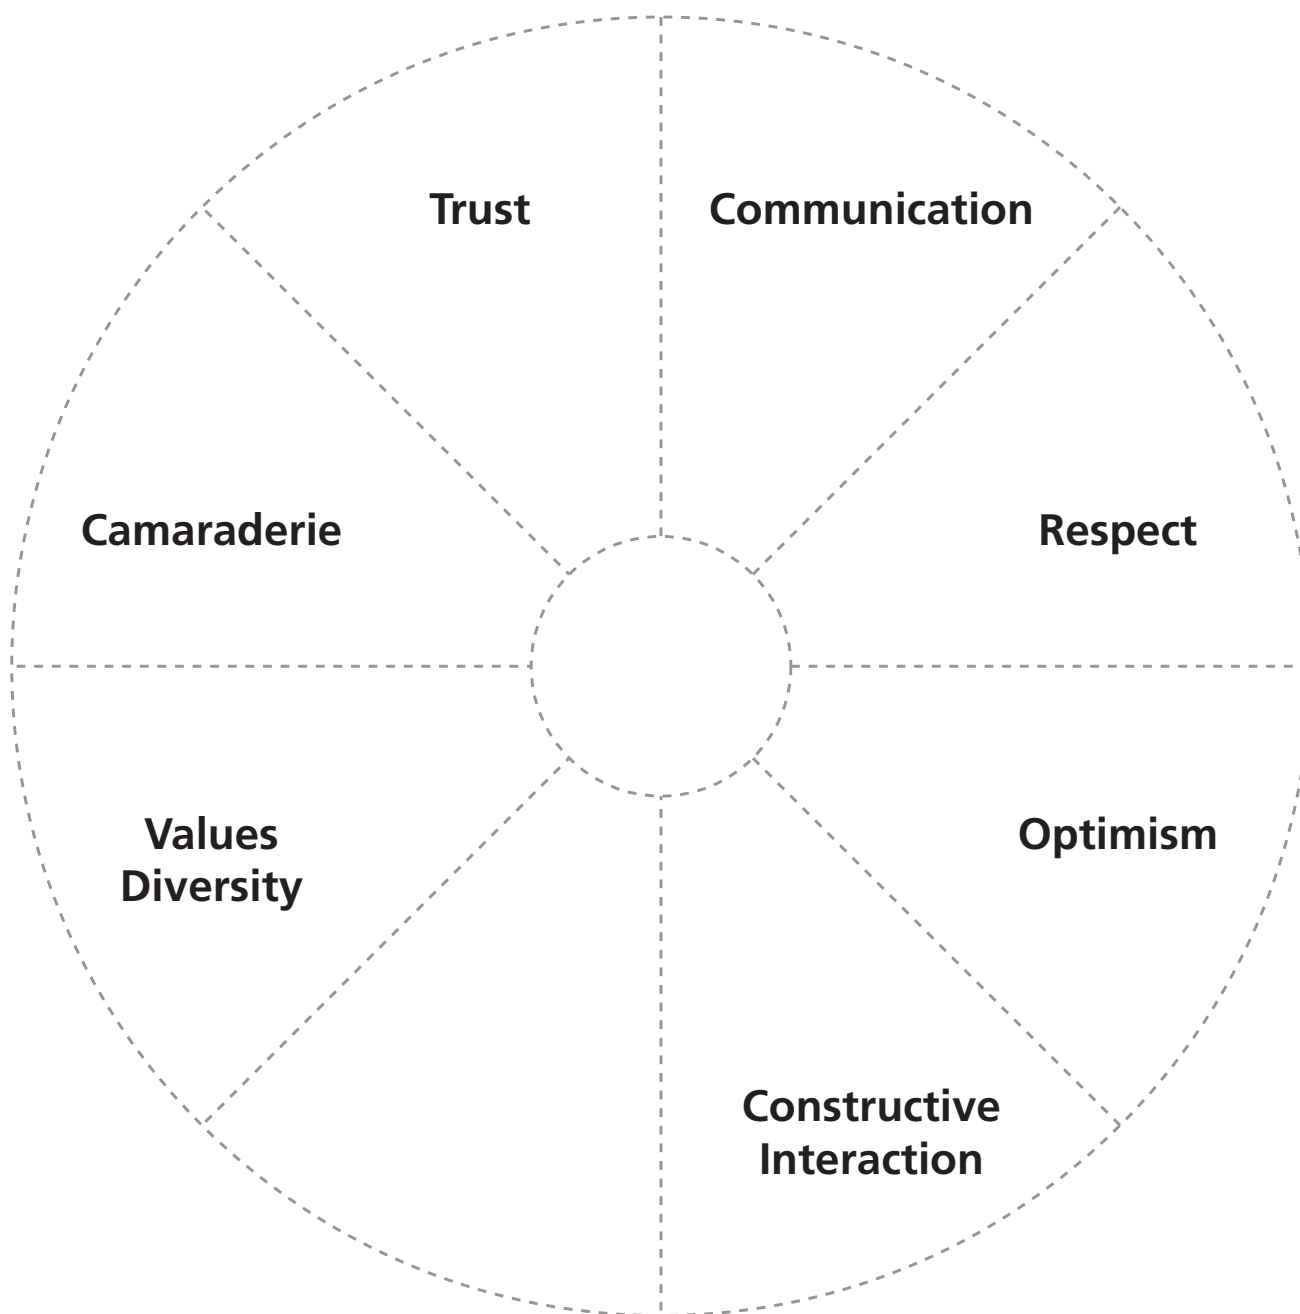 Trust
Communication
Camaraderie
Respect
Values
Diversity
Optimism
Constructive
Interaction